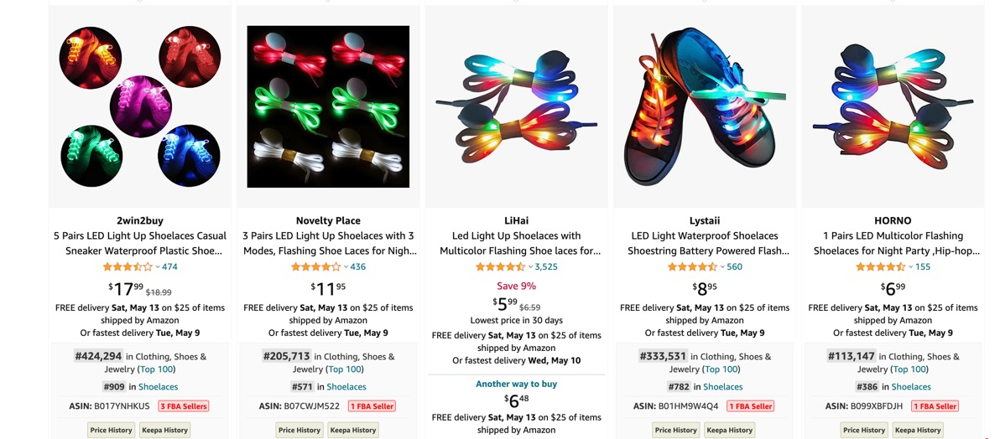 2win2buy
5 Pairs LED Light Up Shoelaces Casual
Sneaker Waterproof Plastic Shoe...
474
$17.99 $18.99
FREE delivery Sat, May 13 on $25 of items
shipped by Amazon
Or fastest delivery Tue, May 9
#424,294 in Clothing, Shoes &
Jewelry (Top 100)
#909 in Shoelaces
ASIN: B017YNHKUS 3 FBA Sellers
Price History Keepa History
Novelty Place
3 Pairs LED Light Up Shoelaces with 3
Modes, Flashing Shoe Laces for Nigh...
436
$11.95
FREE delivery Sat, May 13 on $25 of items
shipped by Amazon
Or fastest delivery Tue, May 9
#205,713 in Clothing, Shoes &
Jewelry (Top 100)
#571 in Shoelaces
ASIN: B07CWJM522 1 FBA Seller
Price History Keepa History
LiHai
Led Light Up Shoelaces with
Multicolor Flashing Shoe laces for...
3,525
Save 9%
$5.99 $6.59
Lowest price in 30 days
FREE delivery Sat, May 13 on $25 of items
shipped by Amazon
Or fastest delivery Wed, May 10
Another way to buy
$6.48
FREE delivery Sat, May 13 on $25 of items
shipped by Amazon
Lystaii
LED Light Waterproof Shoelaces
Shoestring Battery Powered Flash...
560
$8.95
FREE delivery Sat, May 13 on $25 of items
shipped by Amazon
Or fastest delivery Tue, May 9
#333,531 in Clothing, Shoes &
Jewelry (Top 100)
#782 in Shoelaces
ASIN: B01HM9W4Q4 1 FBA Seller
Price History Keepa History
HORNO
1 Pairs LED Multicolor Flashing
Shoelaces for Night Party ,Hip-hop...
155
$6.99
FREE delivery Sat, May 13 on $25 of items
shipped by Amazon
Or fastest delivery Tue, May 9
#113,147 in Clothing, Shoes &
Jewelry (Top 100)
#386 in Shoelaces
ASIN: B099XBFDJH 1 FBA Seller
Price History Keepa History